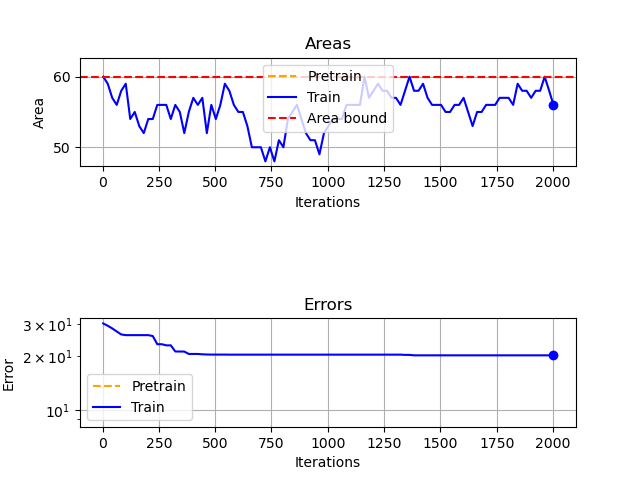 Areas
Area
60
50
Pretrain
Train
Area bound
0 250 500 750 1000 1250 1500 1750 2000
Iterations
Errors
Error
3 × 10¹
2 × 10¹
10¹
Pretrain
Train
0 250 500 750 1000 1250 1500 1750 2000
Iterations